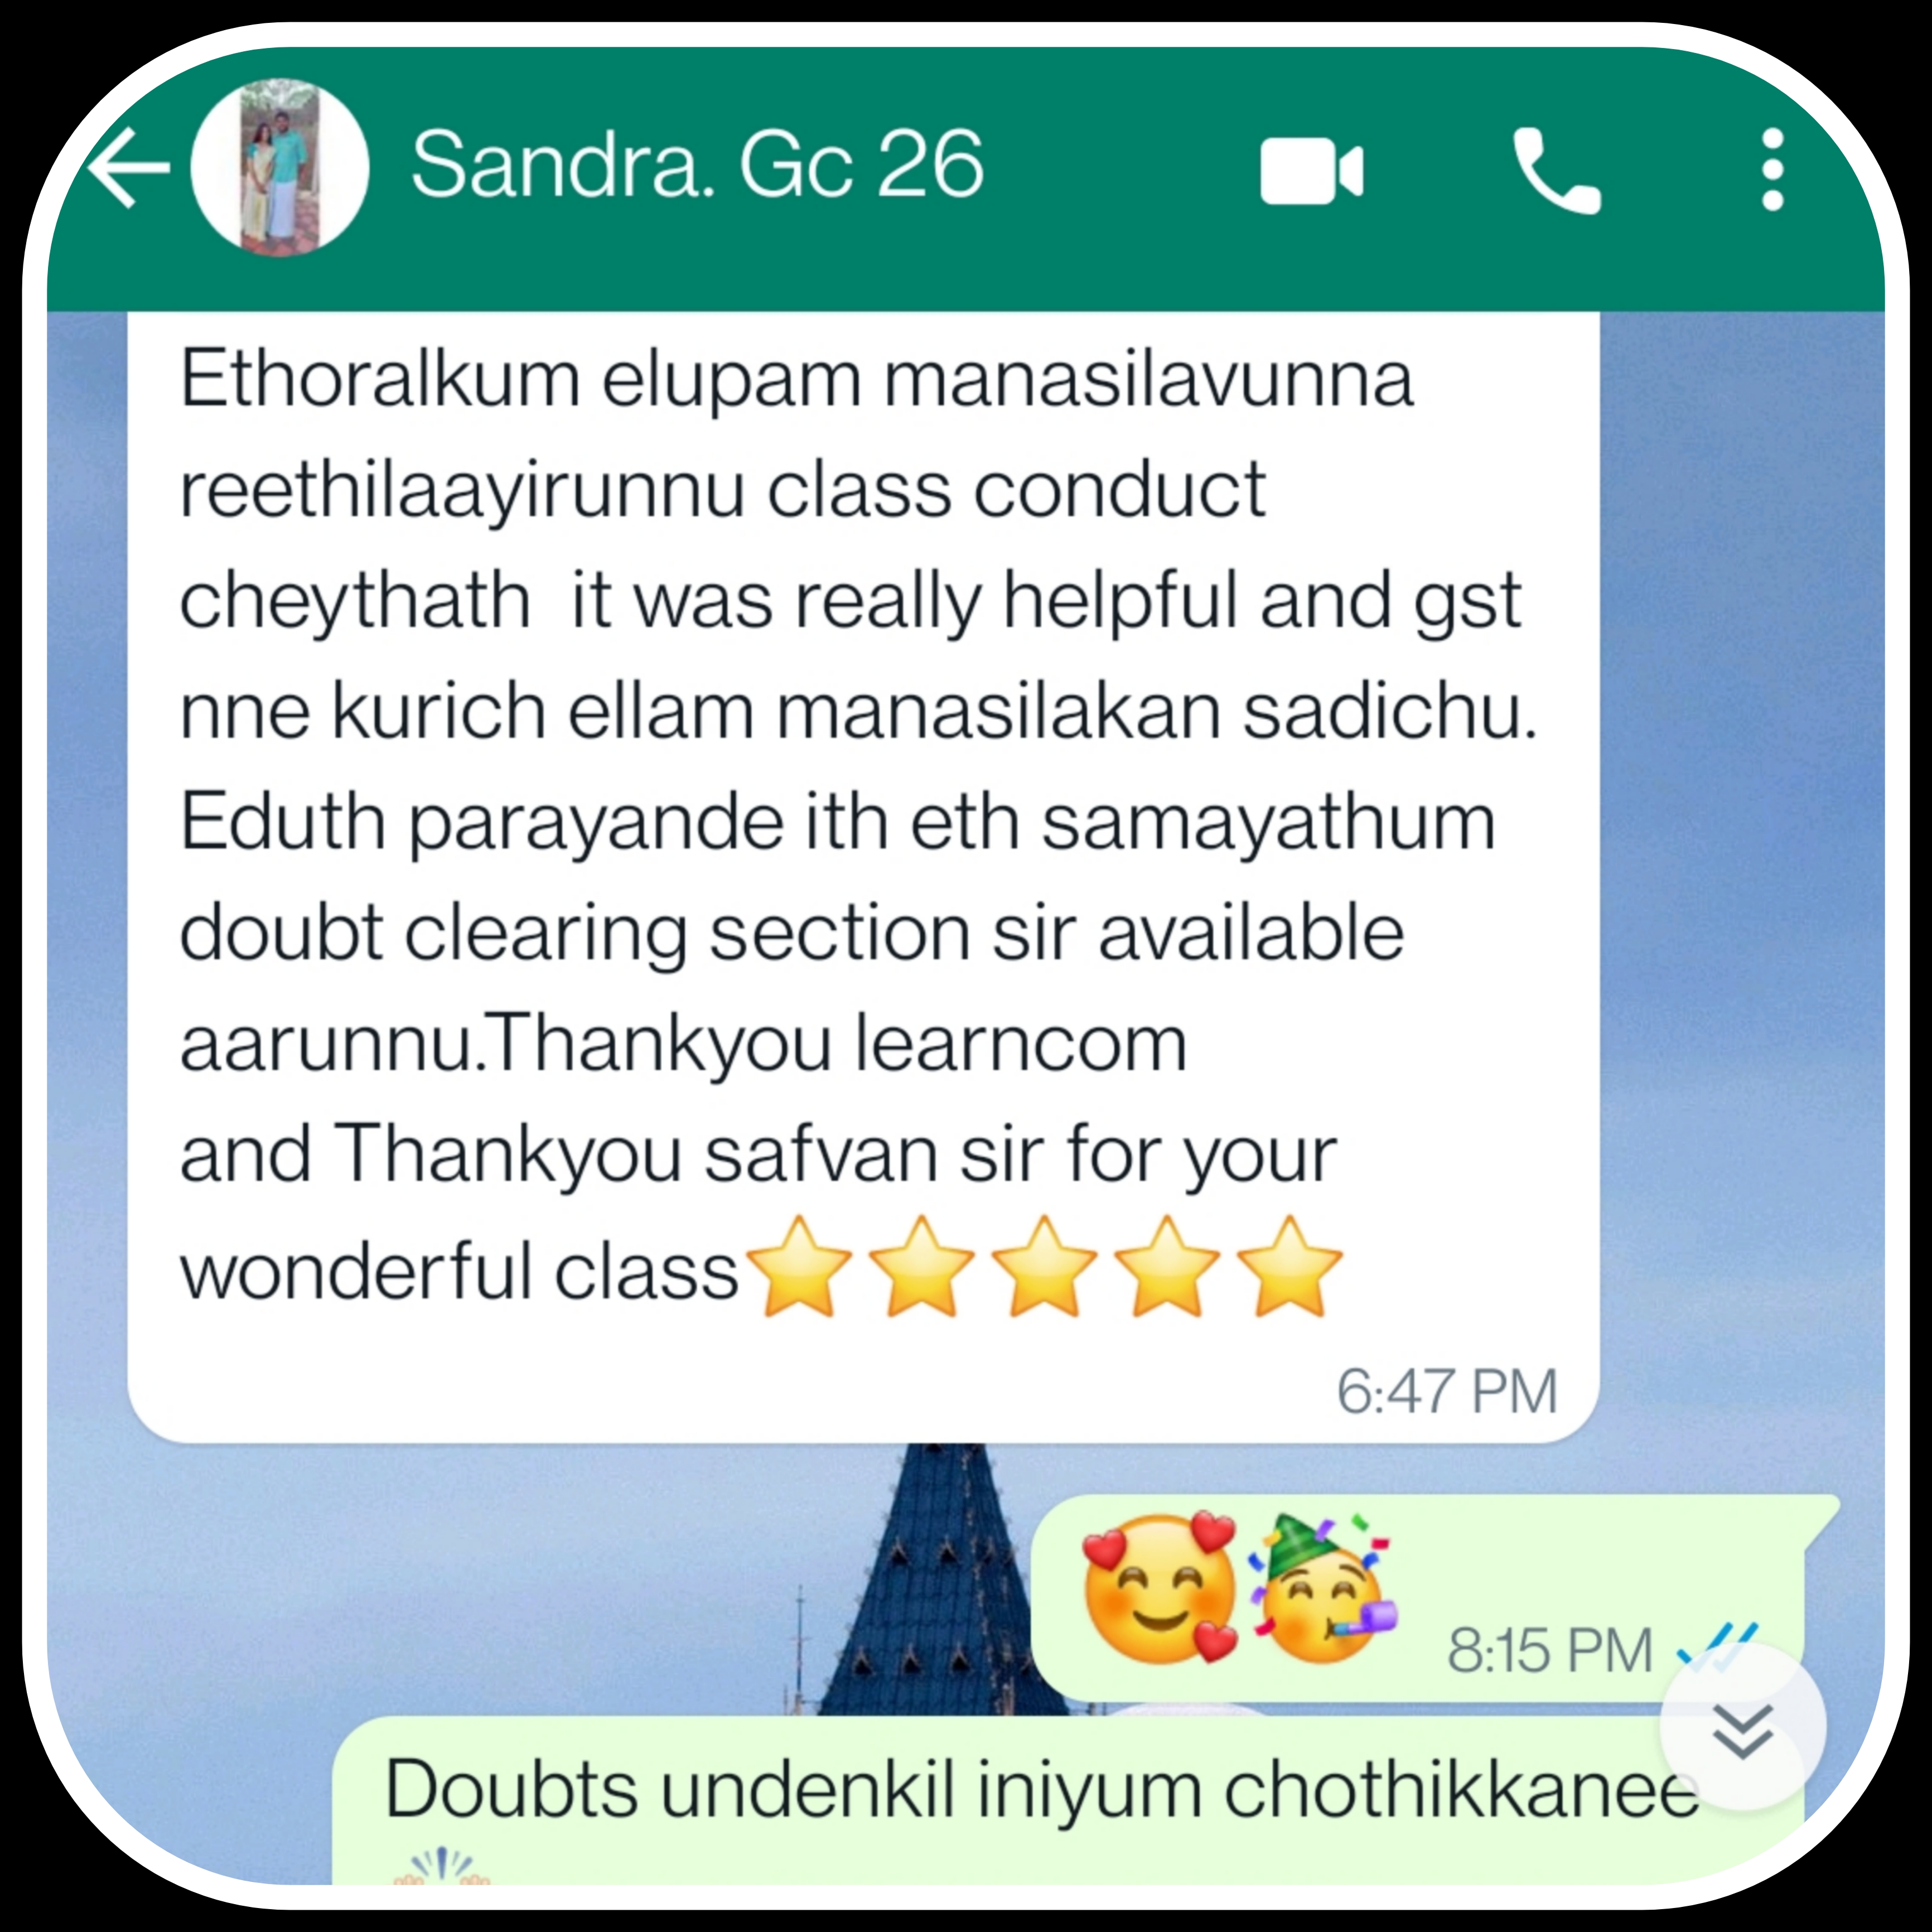 Sandra. Gc 26
Ethoralkum elupam manasilavunna
reethilaayirunnu class conduct
cheythath  it was really helpful and gst
nne kurich ellam manasilakan sadichu.
Eduth parayande ith eth samayathum
doubt clearing section sir available
aarunnu.Thankyou learncom
and Thankyou safvan sir for your
wonderful class⭐⭐⭐⭐⭐
6:47 PM
🥰🥳 8:15 PM
Doubts undenkil iniyum chothikkanee